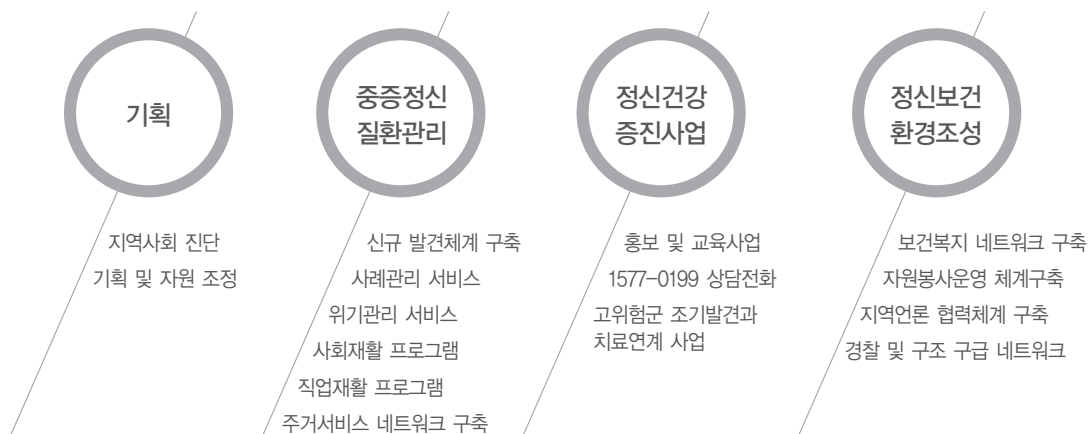 기획
지역사회 진단
기획 및 자원 조정
중증정신
질환관리
신규 발견체계 구축
사례관리 서비스
위기관리 서비스
사회재활 프로그램
직업재활 프로그램
주거서비스 네트워크 구축
정신건강
증진사업
홍보 및 교육사업
1577-0199 상담전화
고위험군 조기발견과
치료연계 사업
정신보건
환경조성
보건복지 네트워크 구축
자원봉사운영 체계구축
지역언론 협력체계 구축
경찰 및 구조 구급 네트워크